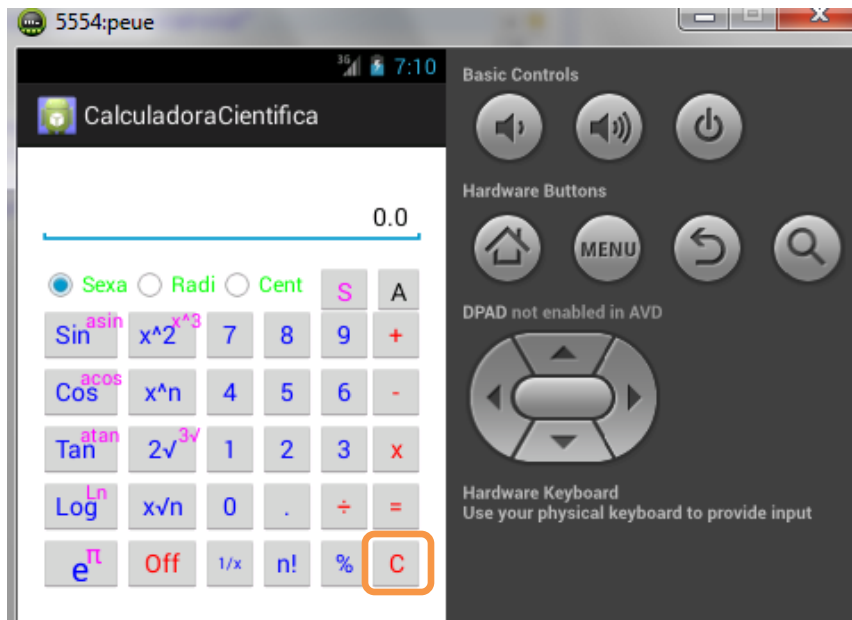 5554:peue
3G 7:10
CalculadoraCientifica
0.0
Sexa Radi Cent S A
Sin asin x^2 x^3 7 8 9 +
Cos acos x^n 4 5 6 -
Tan atan 2√ 3√ 1 2 3 x
Log Ln x√n 0 . ÷ =
e π Off 1/x n! % C
Basic Controls
Hardware Buttons
MENU
DPAD not enabled in AVD
Hardware Keyboard
Use your physical keyboard to provide input